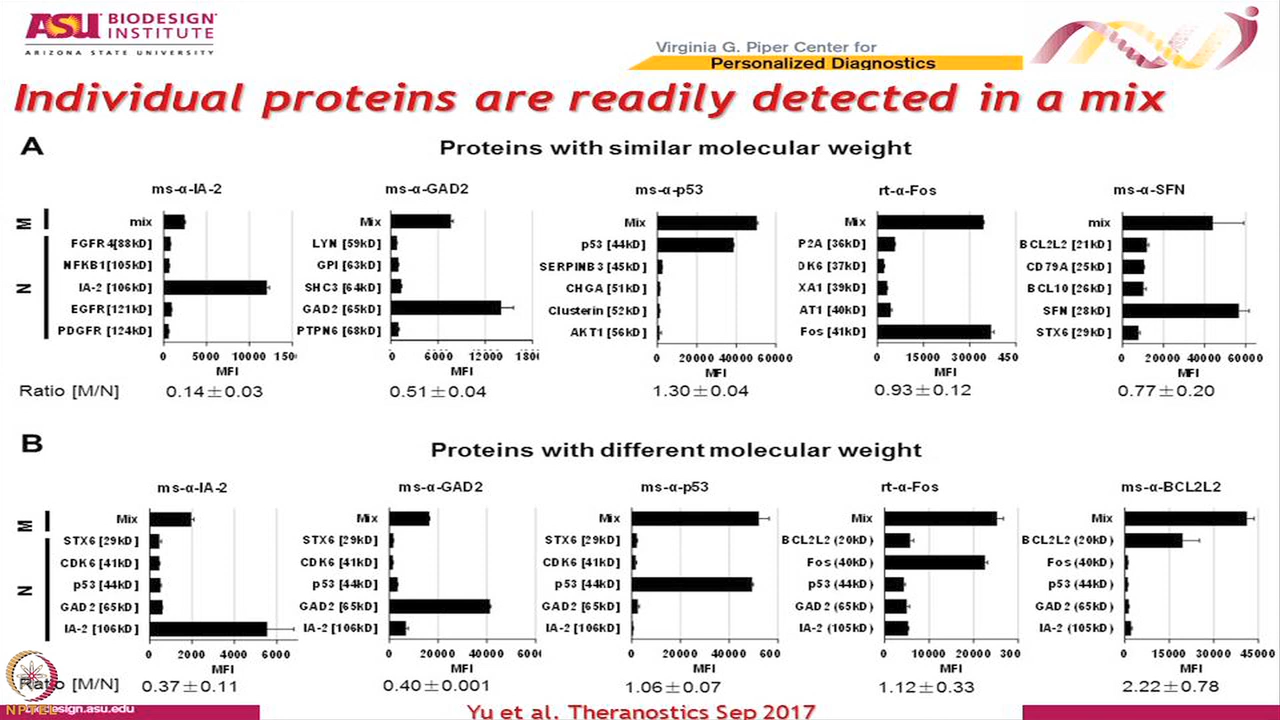 ASU BIODESIGN INSTITUTE
ARIZONA STATE UNIVERSITY
Virginia G. Piper Center for
Personalized Diagnostics
Individual proteins are readily detected in a mix
A
Proteins with similar molecular weight
ms-α-IA-2 ms-α-GAD2 ms-α-p53 rt-α-Fos ms-α-SFN
M mix Mix Mix Mix mix
FGFR4[88kD] LYN [59kD] p53 [44kD] P2A [36kD] BCL2L2 [21kD]
NFKB1[105kD] GPI [63kD] SERPINB3 [45kD] DK6 [37kD] CD79A [25kD]
N IA-2 [106kD] SHC3 [64kD] CHGA [51kD] XA1 [39kD] BCL10 [26kD]
EGFR[121kD] GAD2 [65kD] Clusterin [52kD] AT1 [40kD] SFN [28kD]
PDGFR [124kD] PTPN6 [68kD] AKT1 [56kD] Fos [41kD] STX6 [29kD]
0 5000 10000 150 0 6000 12000 180 0 20000 40000 60000 0 15000 30000 450 0 20000 40000 60000
MFI MFI MFI MFI MFI
Ratio [M/N] 0.14±0.03 0.51±0.04 1.30±0.04 0.93±0.12 0.77±0.20
B
Proteins with different molecular weight
ms-α-IA-2 ms-α-GAD2 ms-α-p53 rt-α-Fos ms-α-BCL2L2
M Mix Mix Mix Mix Mix
STX6 [29kD] STX6 [29kD] STX6 [29kD] BCL2L2 (20kD) BCL2L2 (20kD)
CDK6 [41kD] CDK6 [41kD] CDK6 [41kD] Fos (40kD) Fos (40kD)
N p53 [44kD] p53 [44kD] p53 [44kD] p53 (44kD) p53 (44kD)
GAD2 [65kD] GAD2 [65kD] GAD2 [65kD] GAD2 (65kD) GAD2 (65kD)
IA-2 [106kD] IA-2 [106kD] IA-2 [106kD] IA-2 (105kD) IA-2 (105kD)
0 2000 4000 6000 0 20000 40000 600 0 20000 40000 600 0 10000 20000 300 0 15000 30000 45000
MFI MFI MFI MFI MFI
Ratio [M/N] 0.37±0.11 0.40±0.001 1.06±0.07 1.12±0.33 2.22±0.78
NPTEL
Yu et al. Theranostics Sep 2017